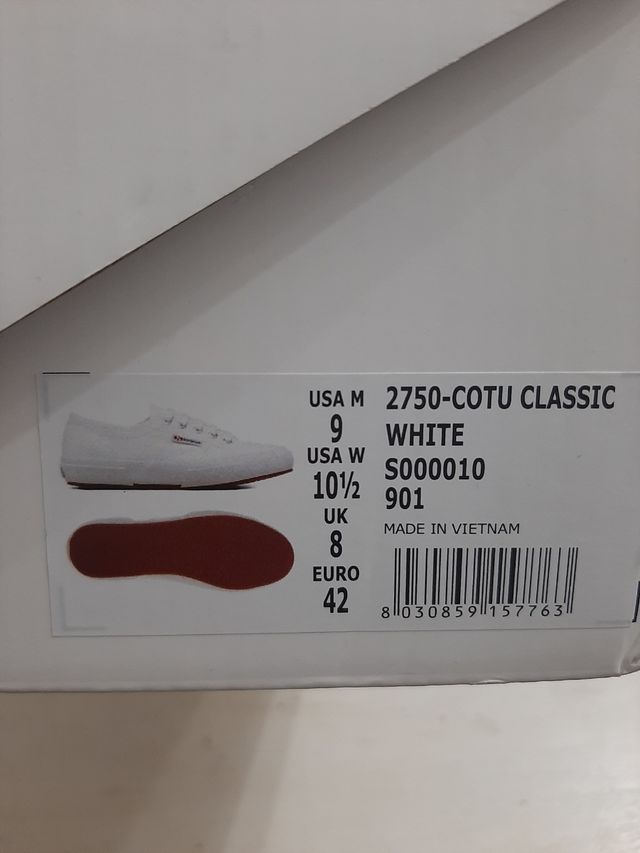 USA M
9
USA W
10½
UK
8
EURO
42
2750-COTU CLASSIC
WHITE
S000010
901
MADE IN VIETNAM
8 030859 157763